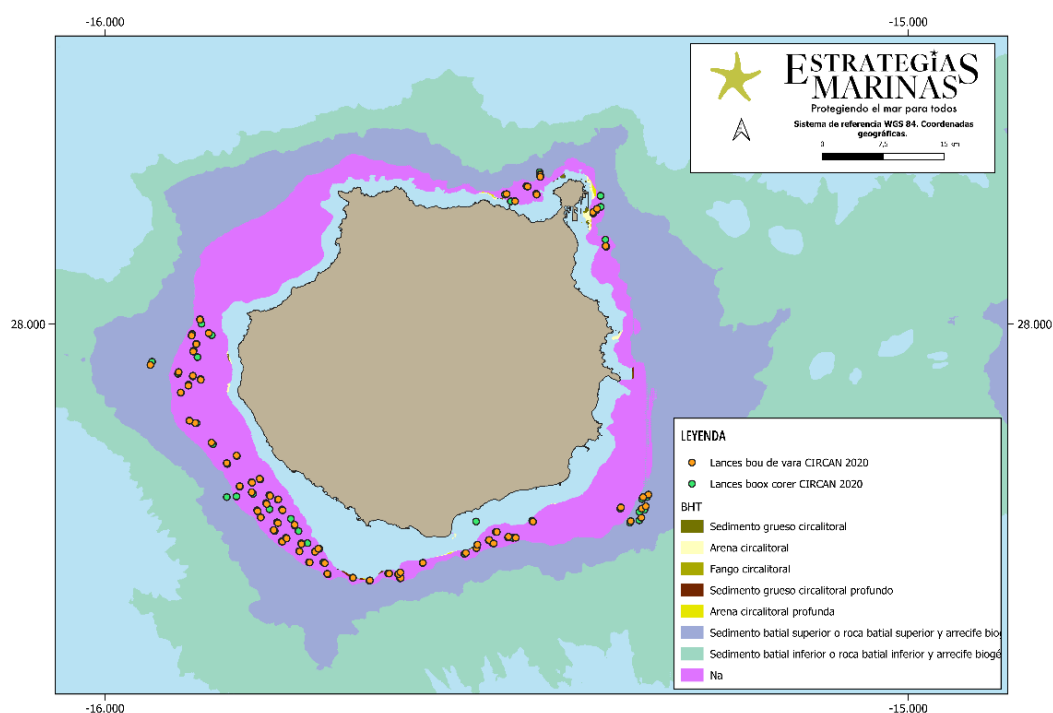 -16.000
-15.000
ESTRATEGIAS
MARINAS
Protegiendo el mar para todos
Sistema de referencia WGS 84. Coordenadas
geográficas.
0 7,5 15 km
28.000
28.000
LEYENDA
Lances bou de vara CIRCAN 2020
Lances boox corer CIRCAN 2020
BHT
Sedimento grueso circalitoral
Arena circalitoral
Fango circalitoral
Sedimento grueso circalitoral profundo
Arena circalitoral profunda
Sedimento batial superior o roca batial superior y arrecife biog
Sedimento batial inferior o roca batial inferior y arrecife biogé
Na
-16.000
-15.000